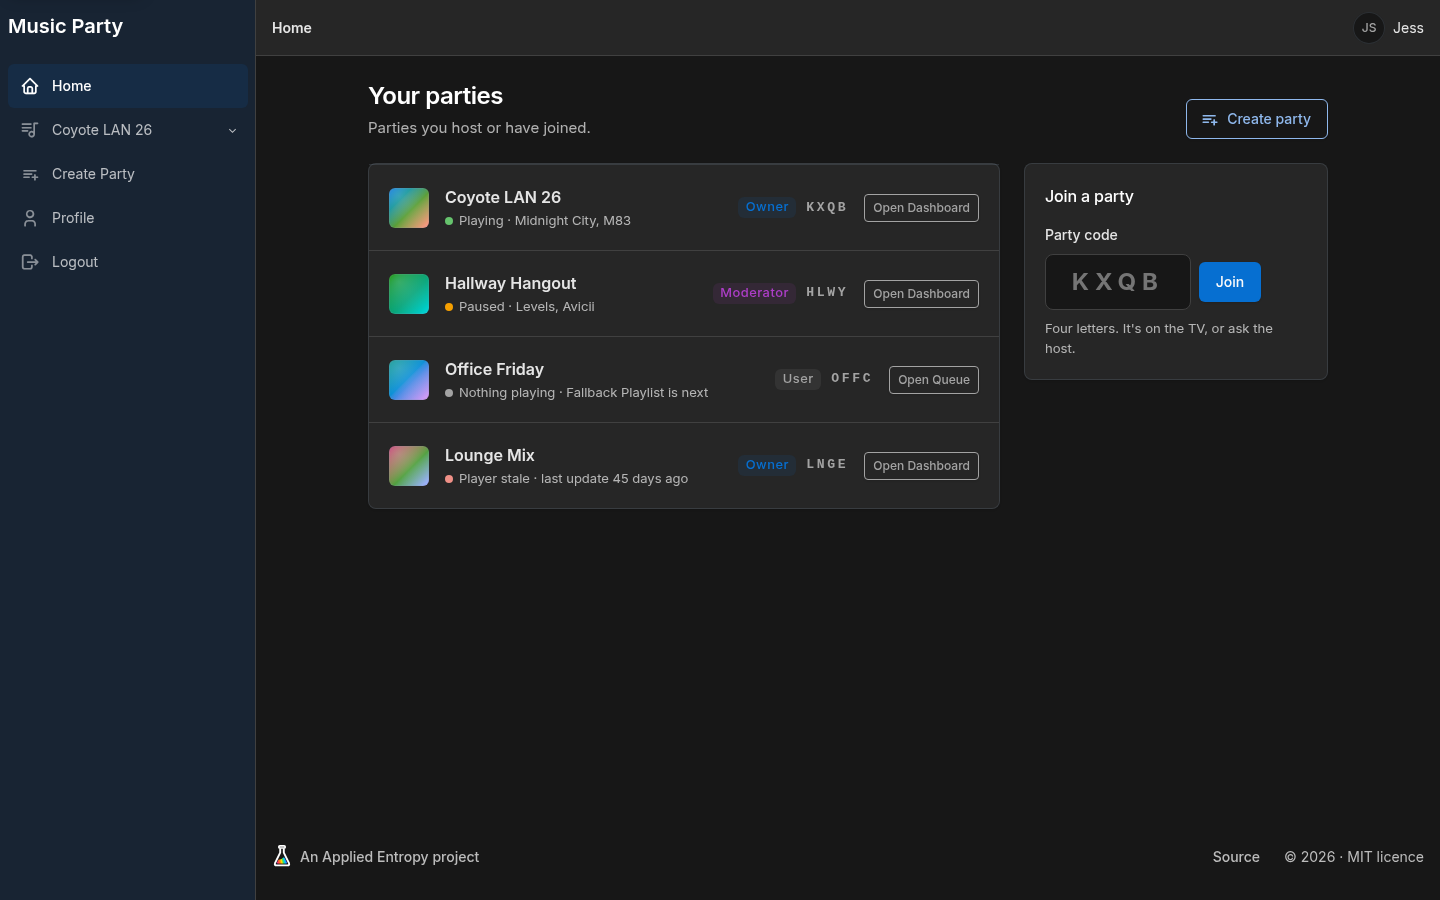 Music Party
Home
Coyote LAN 26
Create Party
Profile
Logout
Home
JS
Jess
Your parties
Parties you host or have joined.
Create party
Coyote LAN 26
Playing · Midnight City, M83
Owner
KXQB
Open Dashboard
Hallway Hangout
Paused · Levels, Avicii
Moderator
HLWY
Open Dashboard
Office Friday
Nothing playing · Fallback Playlist is next
User
OFFC
Open Queue
Lounge Mix
Player stale · last update 45 days ago
Owner
LNGE
Open Dashboard
Join a party
Party code
KXQB
Join
Four letters. It's on the TV, or ask the
host.
An Applied Entropy project
Source
© 2026 · MIT licence